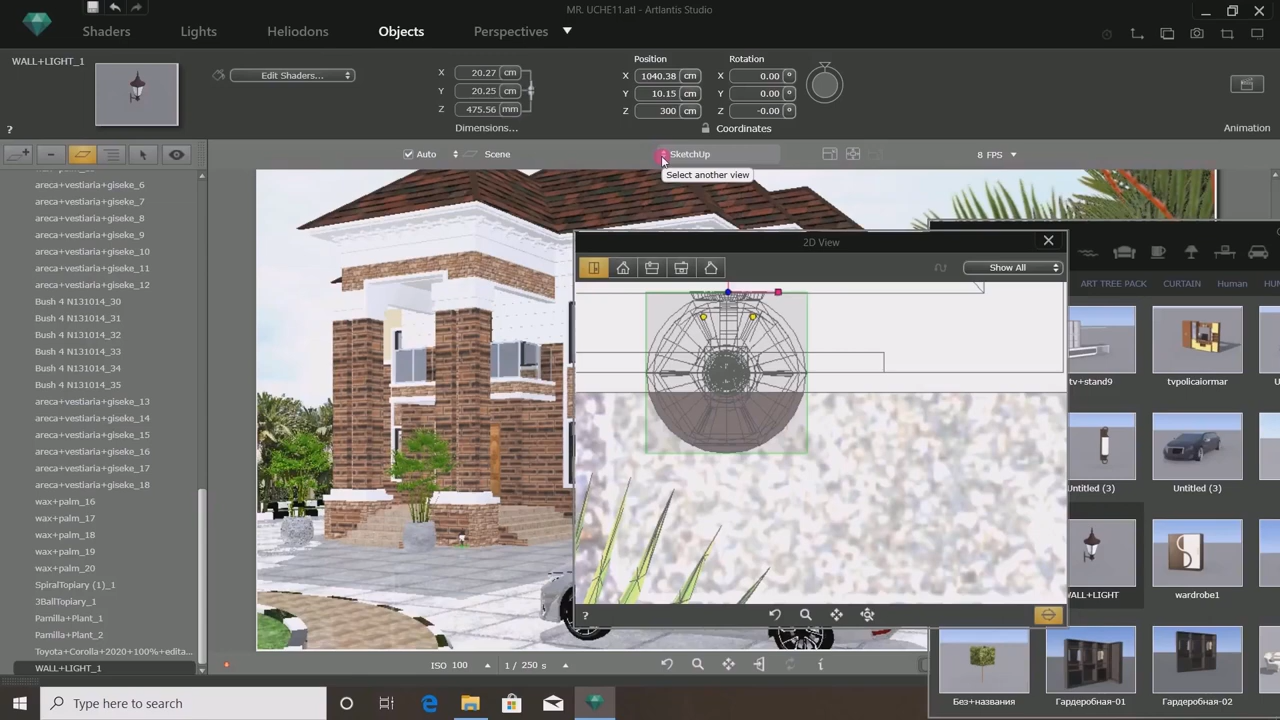 MR. UCHE11.atl - Artlantis Studio
Shaders
Lights
Heliodons
Objects
Perspectives
WALL+LIGHT_1
Edit Shaders...
X 20.27 cm
Y 20.25 cm
Z 475.56 mm
Dimensions...
Position
X 1040.38 cm
Y 10.15 cm
Z 300 cm
Rotation
X 0.00 °
Y 0.00 °
Z -0.00 °
Coordinates
?
Animation
Auto
Scene
SketchUp
8 FPS
Select another view
areca+vestiaria+giseke_6
areca+vestiaria+giseke_7
areca+vestiaria+giseke_8
areca+vestiaria+giseke_9
areca+vestiaria+giseke_10
areca+vestiaria+giseke_11
areca+vestiaria+giseke_12
Bush 4 N131014_30
Bush 4 N131014_31
Bush 4 N131014_32
Bush 4 N131014_33
Bush 4 N131014_34
Bush 4 N131014_35
areca+vestiaria+giseke_13
areca+vestiaria+giseke_14
areca+vestiaria+giseke_15
areca+vestiaria+giseke_16
areca+vestiaria+giseke_17
areca+vestiaria+giseke_18
wax+palm_16
wax+palm_17
wax+palm_18
wax+palm_19
wax+palm_20
SpiralTopiary (1)_1
3BallTopiary_1
Pamilla+Plant_1
Pamilla+Plant_2
Toyota+Corolla+2020+100%+edita...
WALL+LIGHT_1
2D View
Show All
?
ART TREE PACK
CURTAIN
Human
tv+stand9
tvpolicaiormar
Untitled (3)
Untitled (3)
WALL+LIGHT
wardrobe1
Без+названия
Гардеробная-01
Гардеробная-02
ISO 100
1 / 250 s
Type here to search